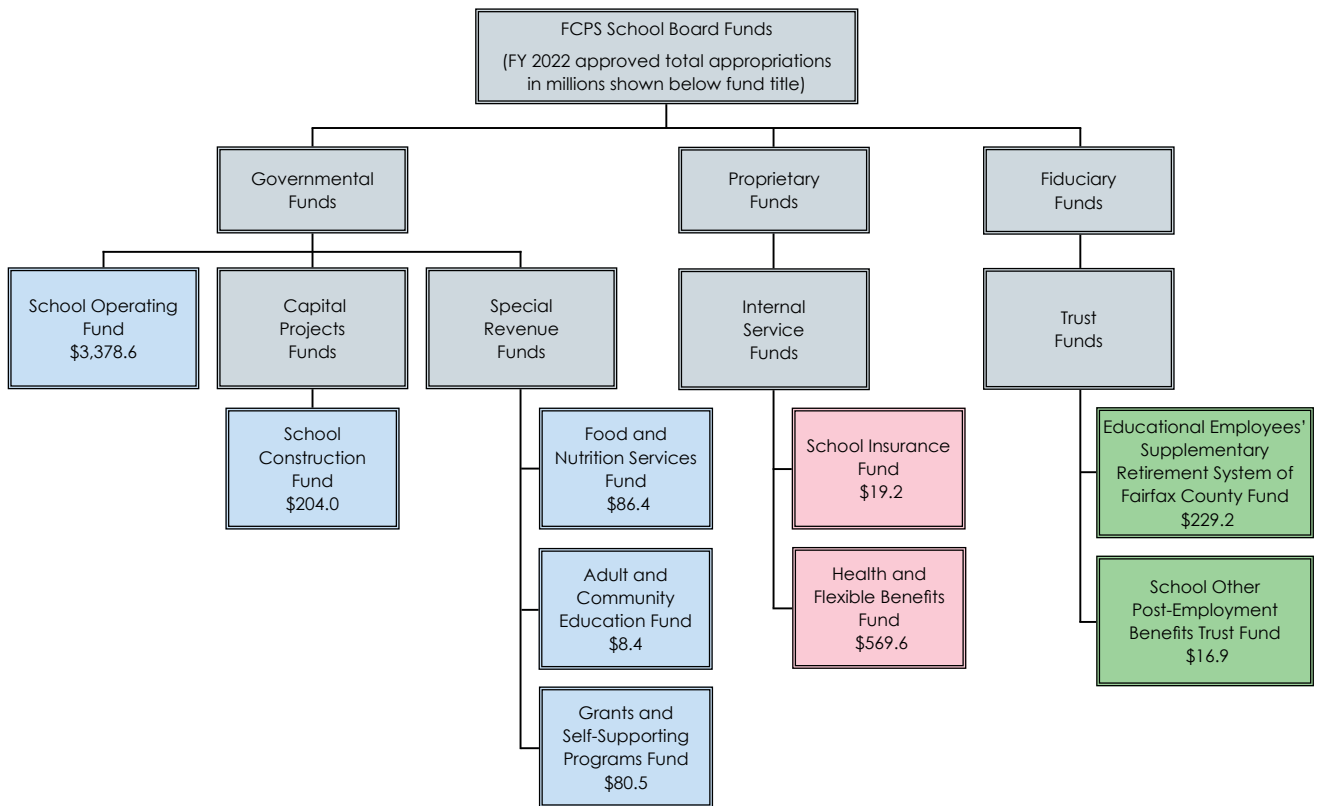 FCPS School Board Funds
(FY 2022 approved total appropriations
in millions shown below fund title)
Governmental
Funds
Proprietary
Funds
Fiduciary
Funds
School Operating
Fund
$3,378.6
Capital
Projects
Funds
Special
Revenue
Funds
Internal
Service
Funds
Trust
Funds
School
Construction
Fund
$204.0
Food and
Nutrition Services
Fund
$86.4
School Insurance
Fund
$19.2
Educational Employees’
Supplementary
Retirement System of
Fairfax County Fund
$229.2
Adult and
Community
Education Fund
$8.4
Health and
Flexible Benefits
Fund
$569.6
School Other
Post-Employment
Benefits Trust Fund
$16.9
Grants and
Self-Supporting
Programs Fund
$80.5